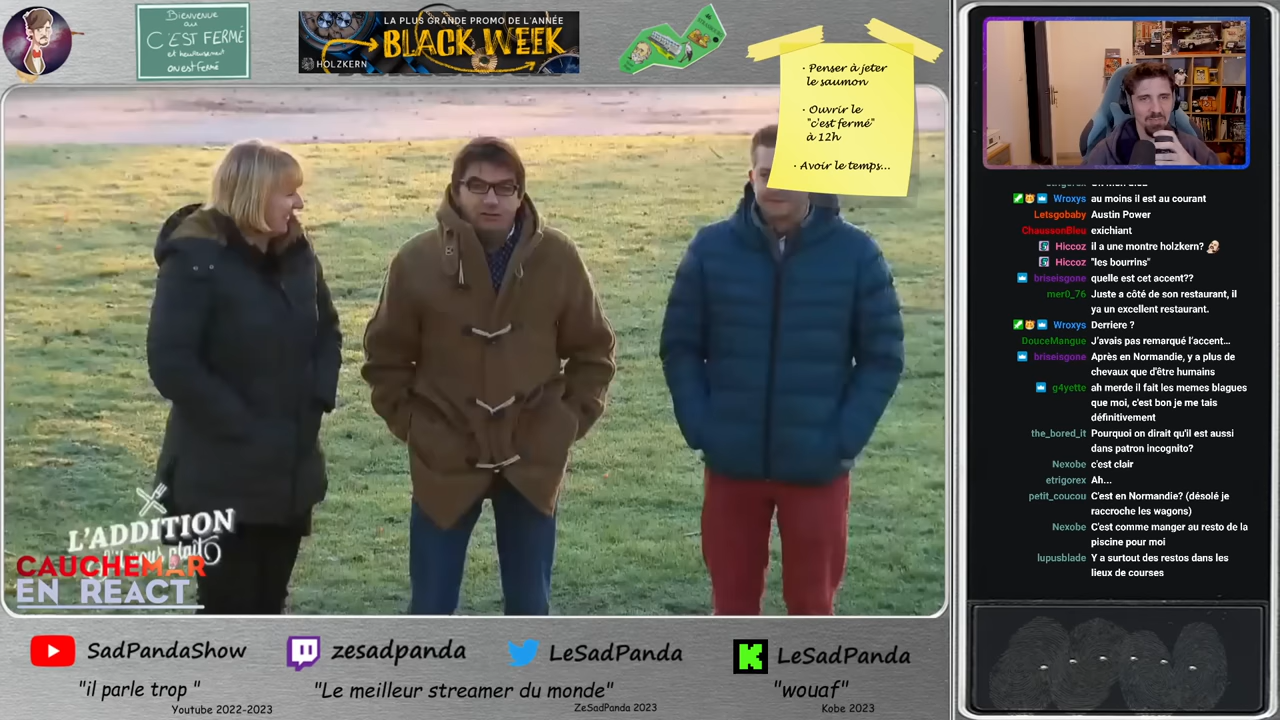 Bienvenue
au
C'EST FERMÉ
et heureusement
on est fermé
LA PLUS GRANDE PROMO DE L'ANNÉE
BLACK WEEK
HOLZKERN
· Penser à jeter
le saumon
· Ouvrir le
"c'est fermé"
à 12h
· Avoir le temps...
L'ADDITION
CAUCHEMAR
EN REACT
Wroxys au moins il est au courant
Letsgobaby Austin Power
ChaussonBleu exichiant
Hiccoz il a une montre holzkern?
Hiccoz "les bourrins"
briseisgone quelle est cet accent??
mer0_76 Juste a côté de son restaurant, il
ya un excellent restaurant.
Wroxys Derriere ?
DouceMangue J'avais pas remarqué l'accent...
briseisgone Après en Normandie, y a plus de
chevaux que d'être humains
g4yette ah merde il fait les memes blagues
que moi, c'est bon je me tais
définitivement
the_bored_it Pourquoi on dirait qu'il est aussi
dans patron incognito?
Nexobe c'est clair
etrigorex Ah...
petit_coucou C'est en Normandie? (désolé je
raccroche les wagons)
Nexobe C'est comme manger au resto de la
piscine pour moi
lupusblade Y a surtout des restos dans les
lieux de courses
SadPandaShow
zesadpanda
LeSadPanda
LeSadPanda
"il parle trop "
Youtube 2022-2023
"Le meilleur streamer du monde"
ZeSadPanda 2023
"wouaf"
Kobe 2023